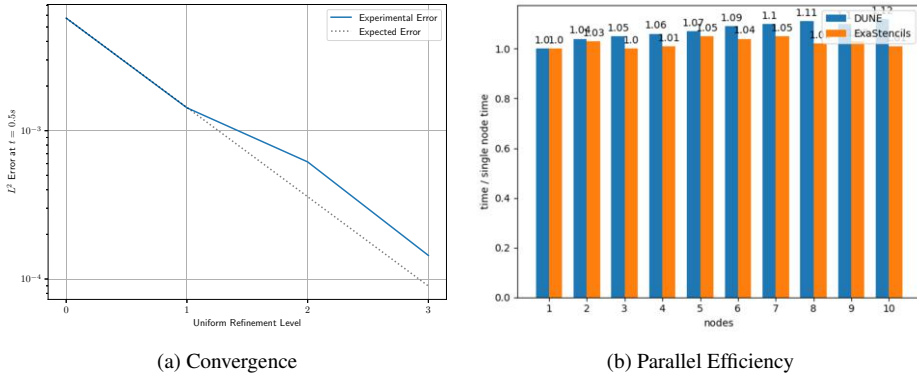 Experimental Error
Expected Error
10⁻³
10⁻⁴
L² Error at t = 0.5s
0 1 2 3
Uniform Refinement Level
(a) Convergence
DUNE
ExaStencils
1.0 1.0 1.04 1.03 1.05 1.0 1.06 1.01 1.07 1.05 1.09 1.04 1.1 1.05 1.11 1.12
1.0
0.8
0.6
0.4
0.2
0.0
time / single node time
1 2 3 4 5 6 7 8 9 10
nodes
(b) Parallel Efficiency